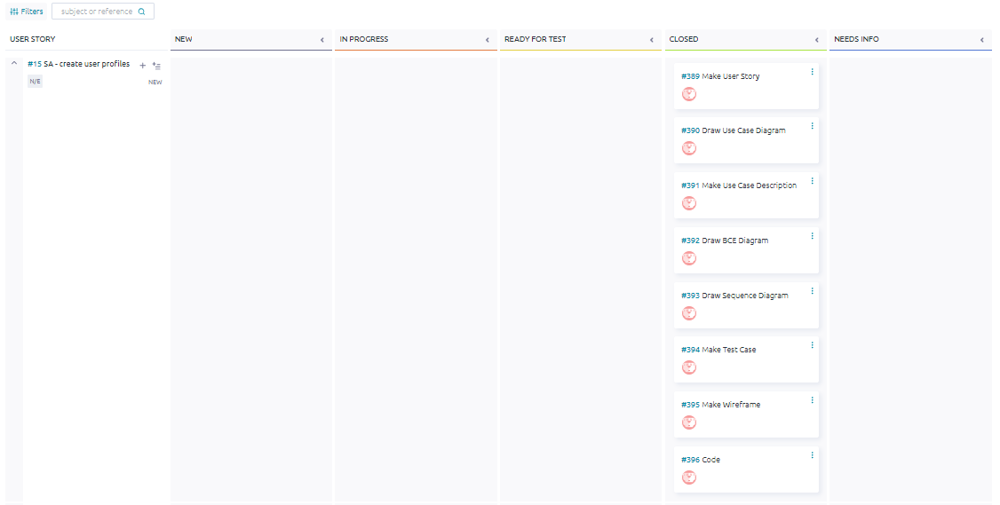 Filters
subject or reference
USER STORY
NEW
IN PROGRESS
READY FOR TEST
CLOSED
NEEDS INFO
#15 SA - create user profiles
N/E
NEW
#389 Make User Story
#390 Draw Use Case Diagram
#391 Make Use Case Description
#392 Draw BCE Diagram
#393 Draw Sequence Diagram
#394 Make Test Case
#395 Make Wireframe
#396 Code